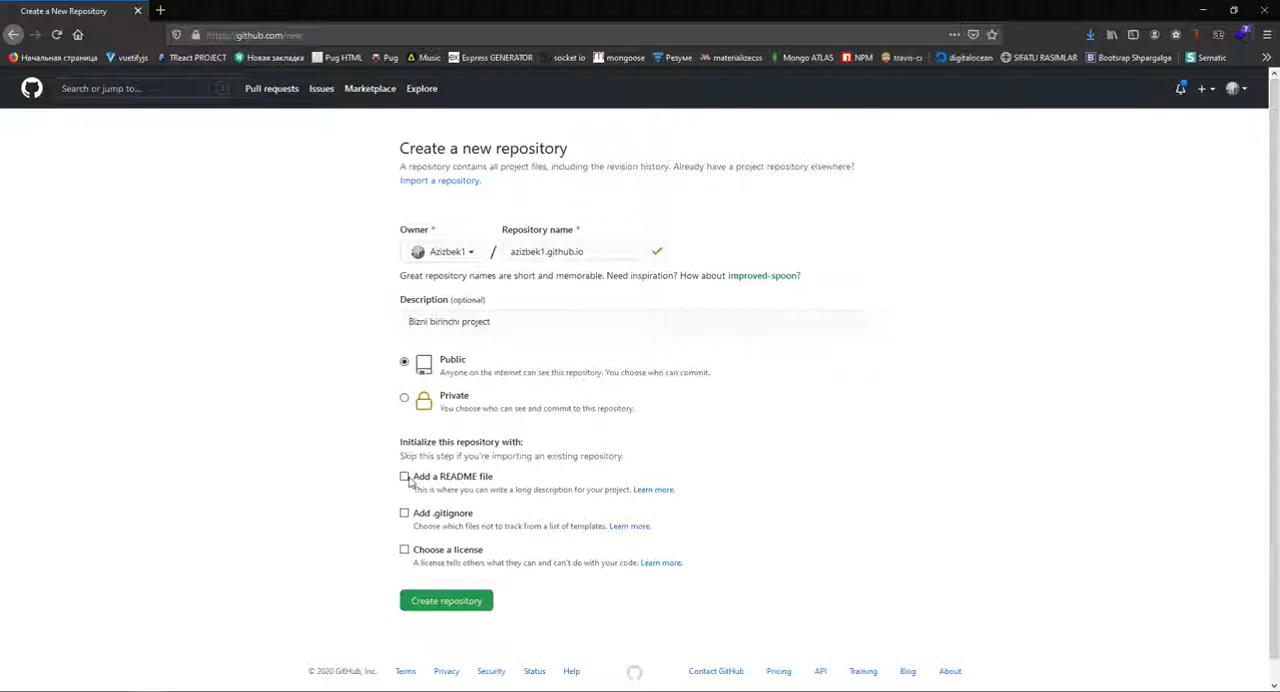 Create a New Repository
https://github.com/new
Начальная страница vuetifyjs TReact PROJECT Новая закладка Pug HTML Pug Music Express GENERATOR socket io mongoose Резуме materializecss Mongo ATLAS NPM travis-ci digitalocean SIFATLI RASIMLAR Bootsrap Shpargalga Sematic
Search or jump to... / Pull requests Issues Marketplace Explore
Create a new repository
A repository contains all project files, including the revision history. Already have a project repository elsewhere?
Import a repository.
Owner * Repository name *
Azizbek1 / azizbek1.github.io
Great repository names are short and memorable. Need inspiration? How about improved-spoon?
Description (optional)
Bizni birinchi project
Public
Anyone on the internet can see this repository. You choose who can commit.
Private
You choose who can see and commit to this repository.
Initialize this repository with:
Skip this step if you're importing an existing repository.
Add a README file
This is where you can write a long description for your project. Learn more.
Add .gitignore
Choose which files not to track from a list of templates. Learn more.
Choose a license
A license tells others what they can and can't do with your code. Learn more.
Create repository
© 2020 GitHub, Inc. Terms Privacy Security Status Help Contact GitHub Pricing API Training Blog About